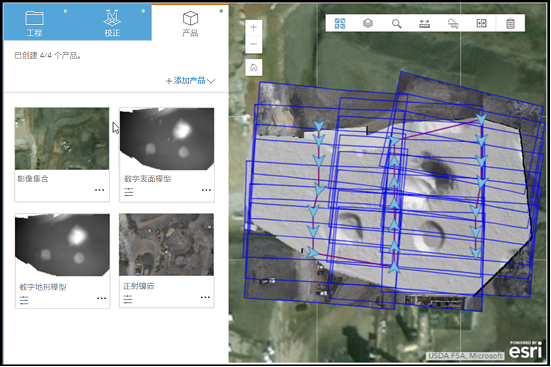 工程
校正
产品
已创建 4/4 个产品。
+添加产品
影像集合
数字表面模型
数字地形模型
正射镶嵌
POWERED BY
esri
USDA FSA, Microsoft